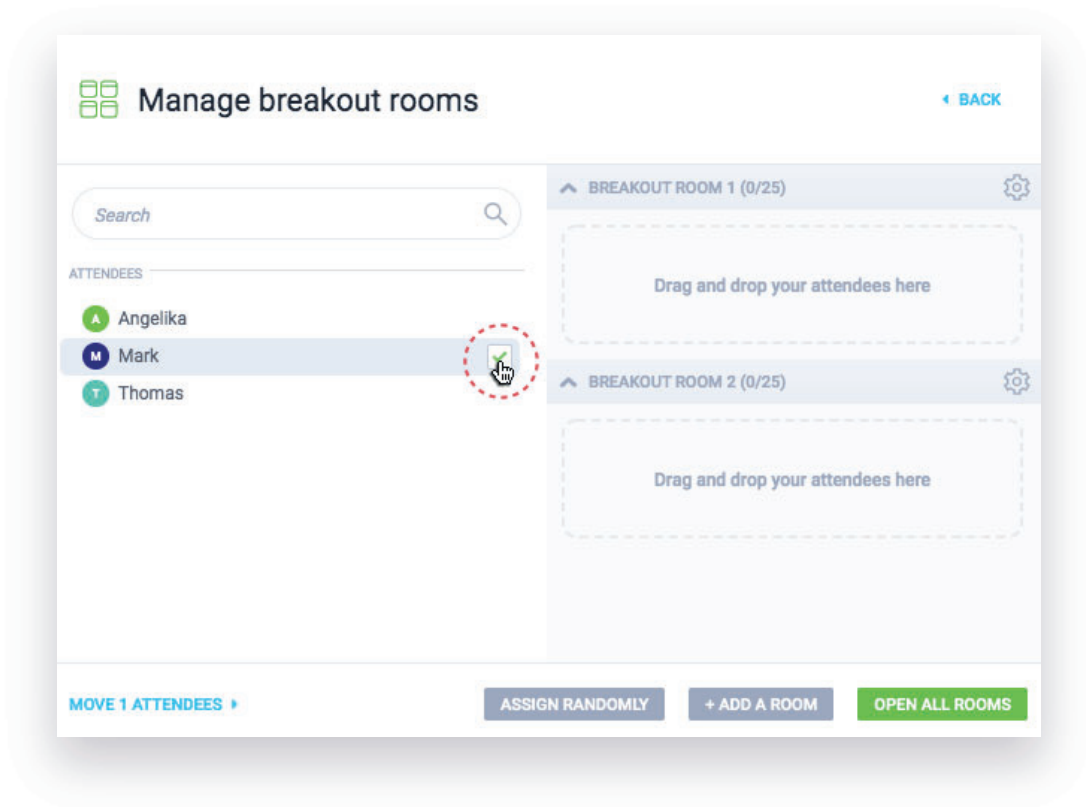 Manage breakout rooms
BACK
Search
ATTENDEES
A Angelika
M Mark
T Thomas
BREAKOUT ROOM 1 (0/25)
Drag and drop your attendees here
BREAKOUT ROOM 2 (0/25)
Drag and drop your attendees here
MOVE 1 ATTENDEES
ASSIGN RANDOMLY
+ ADD A ROOM
OPEN ALL ROOMS